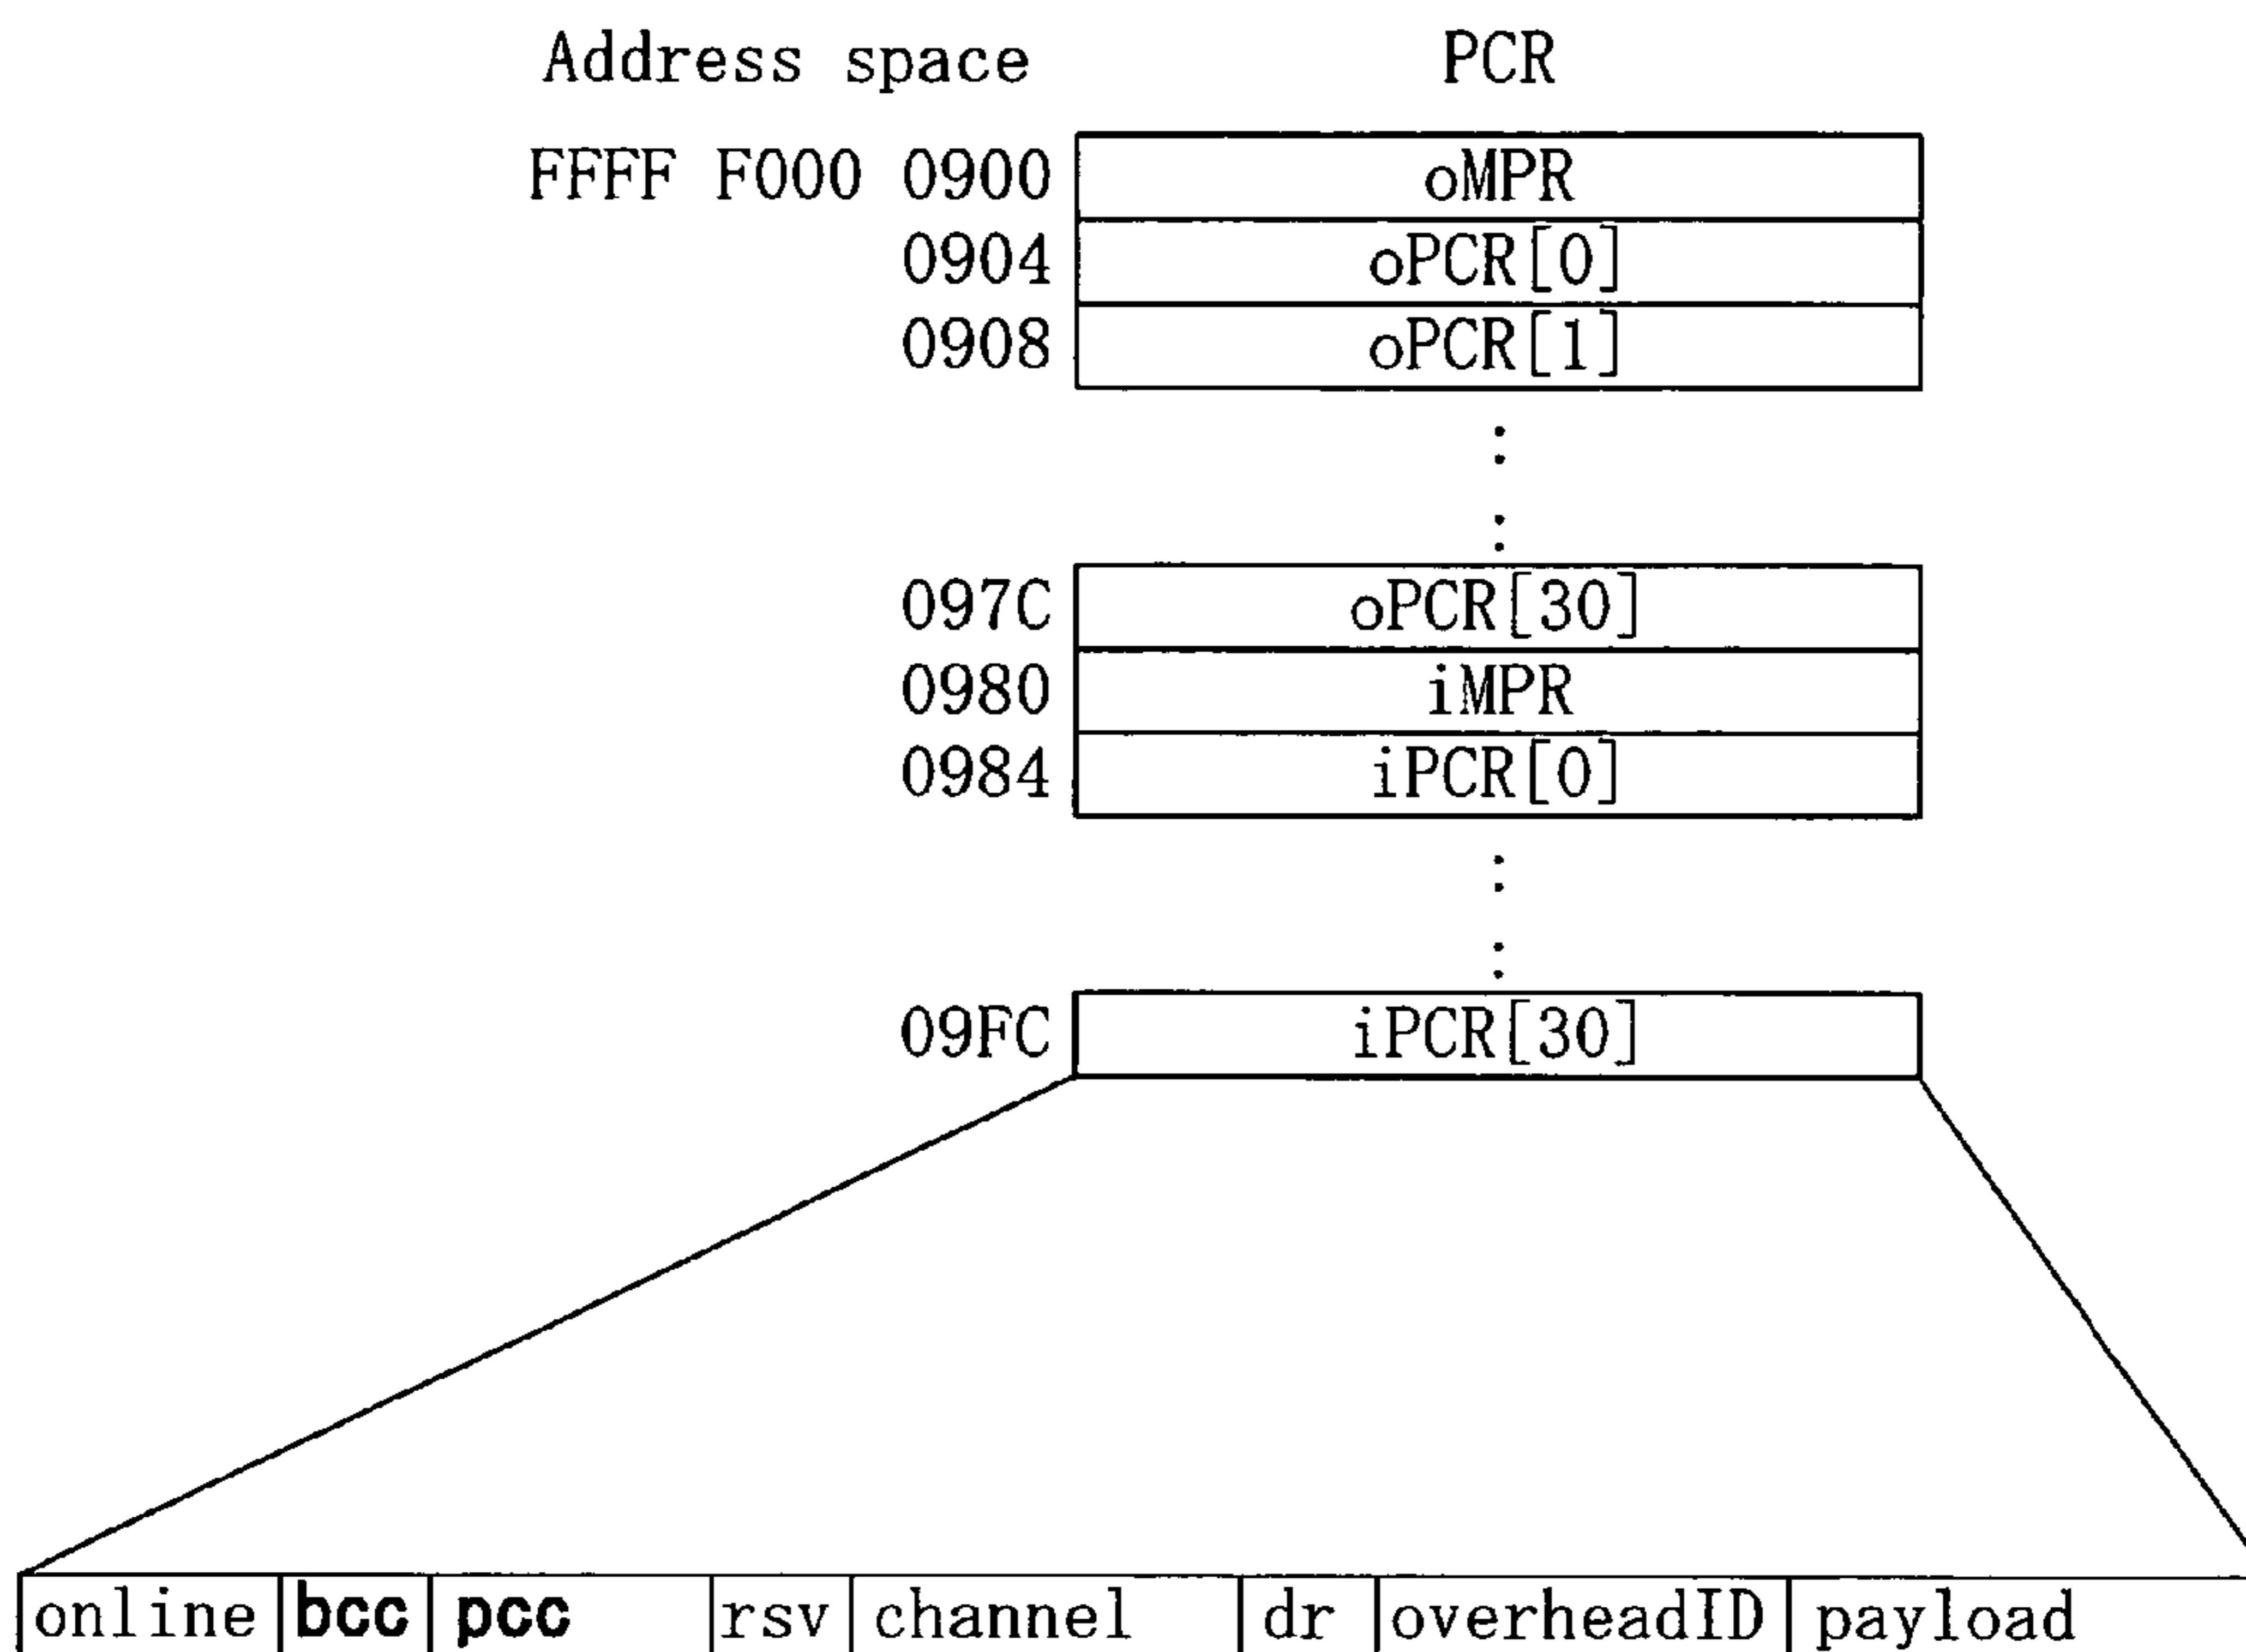 Address space PCR
FFFF F000 0900 oMPR
0904 oPCR[0]
0908 oPCR[1]
097C oPCR[30]
0980 iMPR
0984 iPCR[0]
09FC iPCR[30]
online bcc pcc rsv channel dr overheadID payload